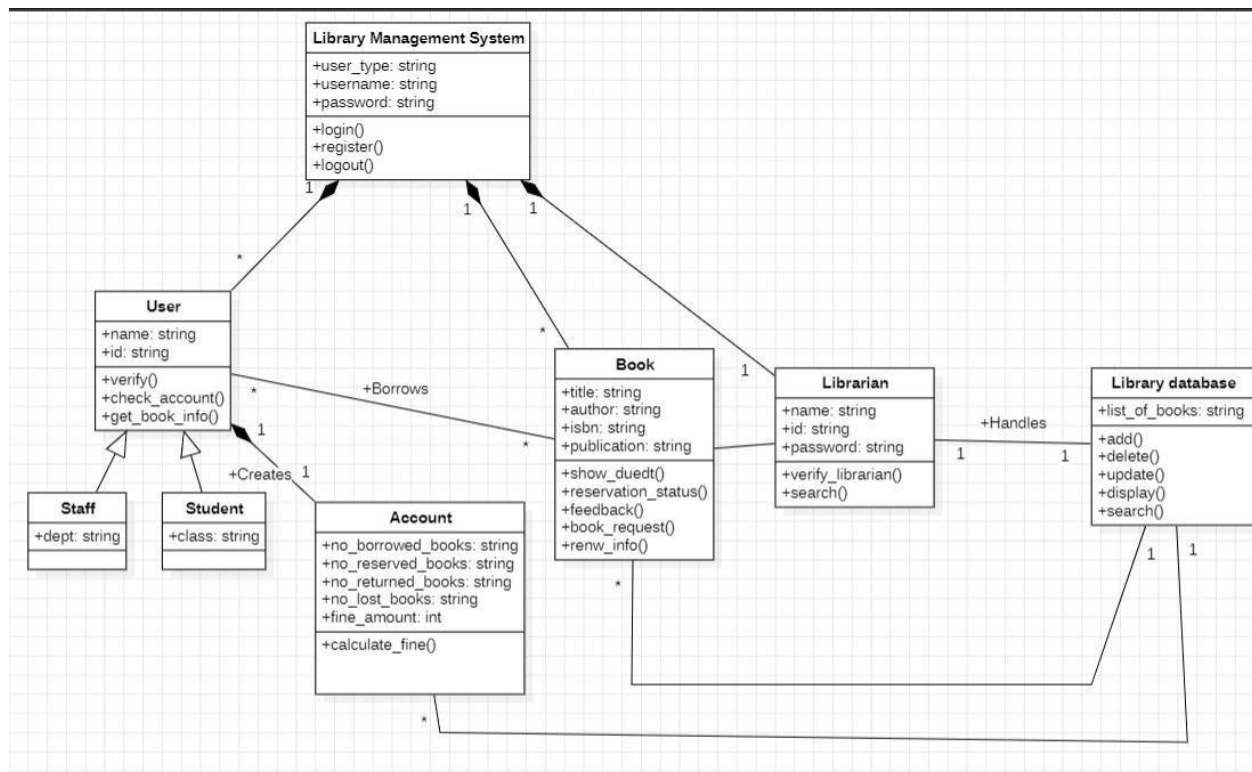 Library Management System
+user_type: string
+username: string
+password: string
+login()
+register()
+logout()
1
1
1
*
*
1
User
+name: string
+id: string
+verify()
+check_account()
+get_book_info()
*
+Borrows
*
1
+Creates
1
Book
+title: string
+author: string
+isbn: string
+publication: string
+show_duedt()
+reservation_status()
+feedback()
+book_request()
+renw_info()
*
Librarian
+name: string
+id: string
+password: string
+verify_librarian()
+search()
+Handles
1
1
Library database
+list_of_books: string
+add()
+delete()
+update()
+display()
+search()
1
1
Staff
+dept: string
Student
+class: string
Account
+no_borrowed_books: string
+no_reserved_books: string
+no_returned_books: string
+no_lost_books: string
+fine_amount: int
+calculate_fine()
*